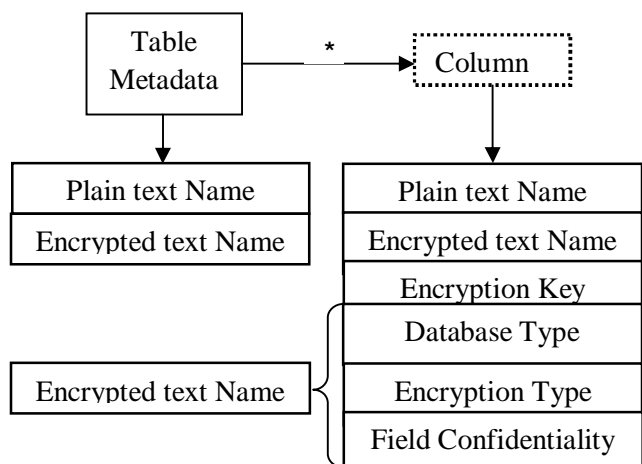 Table
Metadata
*
Column
Plain text Name
Encrypted text Name
Plain text Name
Encrypted text Name
Encryption Key
Database Type
Encryption Type
Field Confidentiality
Encrypted text Name